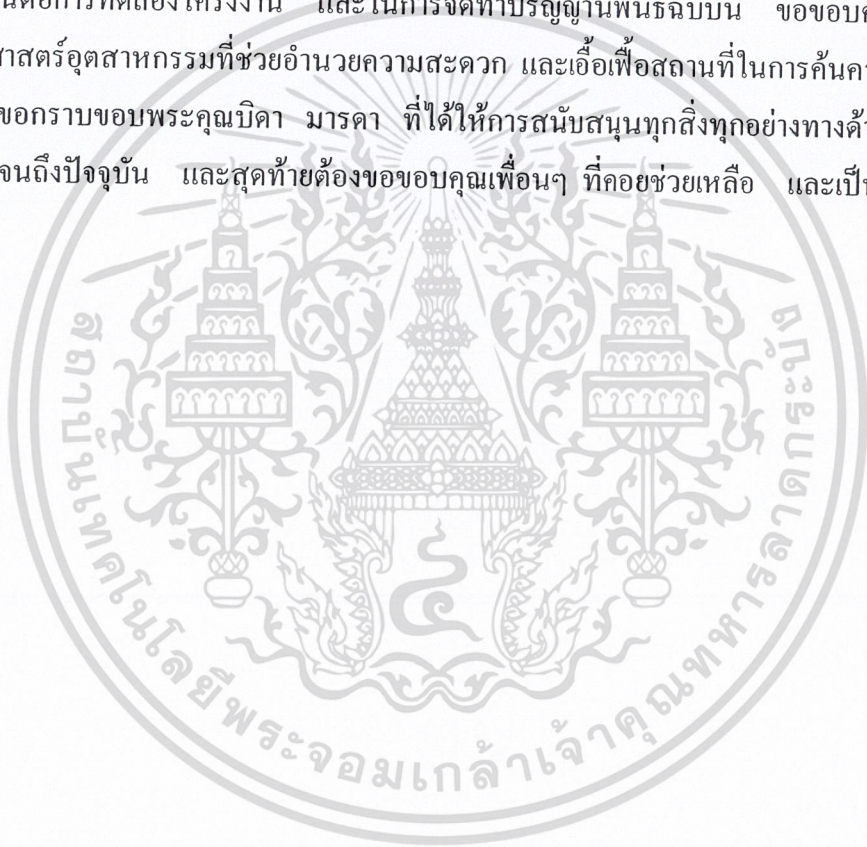 นต่อการทดลองโครงงาน และในการจัดทำปริญญานิพนธ์ฉบับนี้ ขอขอบ
าสตร์อุตสาหกรรมที่ช่วยอำนวยความสะดวก และเอื้อเฟื้อสถานที่ในการค้นคว
ขอกราบขอบพระคุณบิดา มารดา ที่ได้ให้การสนับสนุนทุกสิ่งทุกอย่างทางด้
จนถึงปัจจุบัน และสุดท้ายต้องขอขอบคุณเพื่อนๆ ที่คอยช่วยเหลือ และเป็
สถาบันเทคโนโลยีพระจอมเกล้าเจ้าคุณทหารลาดกระบัง
๔